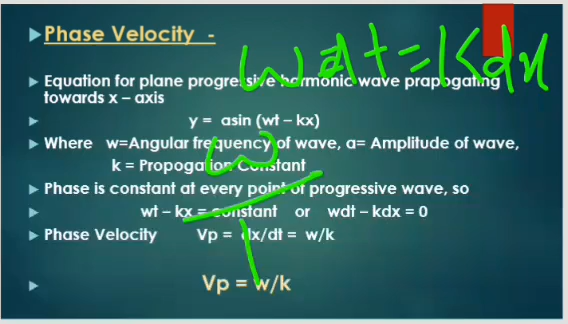 Phase Velocity -
ω dt = K dx
Equation for plane progressive harmonic wave prapogating
towards x – axis
y = asin (wt – kx)
Where w=Angular frequency of wave, a= Amplitude of wave,
k = Propogation Constant
ω
Phase is constant at every point of progressive wave, so
wt – kx = constant or wdt – kdx = 0
Phase Velocity Vp = dx/dt = w/k
Vp = w/k